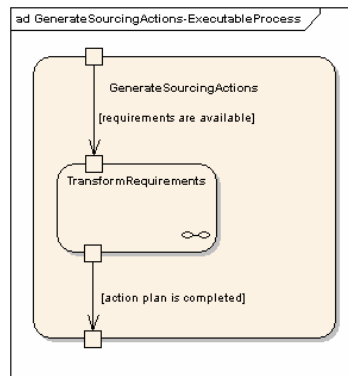 ad GenerateSourcingActions-ExecutableProcess
GenerateSourcingActions
[requirements are available]
TransformRequirements
[action plan is completed]